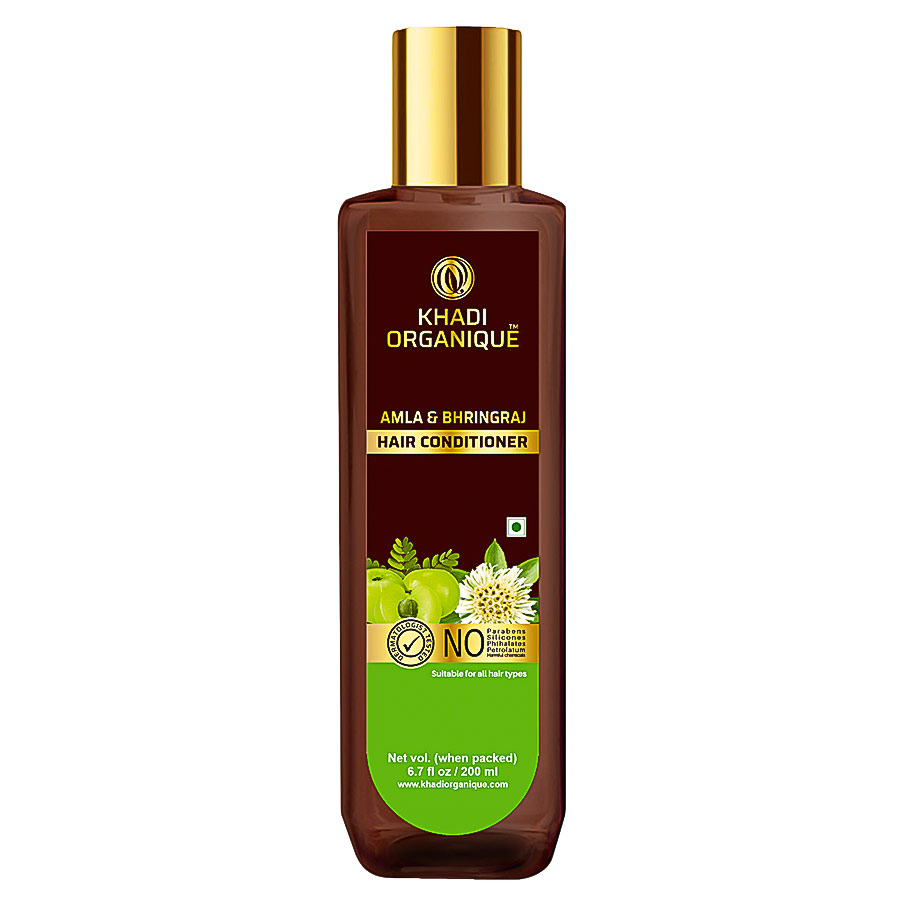 KHADI
ORGANIQUE™
AMLA & BHRINGRAJ
HAIR CONDITIONER
DERMATOLOGIST TESTED
NO
Parabens
Silicones
Phthalates
Petrolatum
Harmful chemicals
Suitable for all hair types
Net vol. (when packed)
6.7 fl oz / 200 ml
www.khadiorganique.com